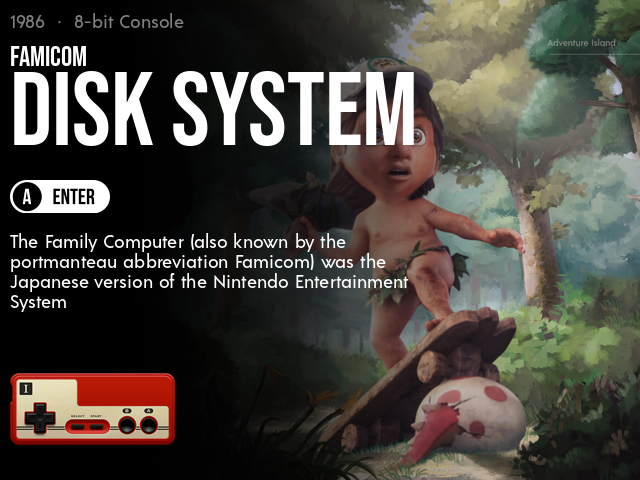 1986 · 8-bit Console
Adventure Island
FAMICOM
DISK SYSTEM
A ENTER
The Family Computer (also known by the
portmanteau abbreviation Famicom) was the
Japanese version of the Nintendo Entertainment
System
I
SELECT START
B A